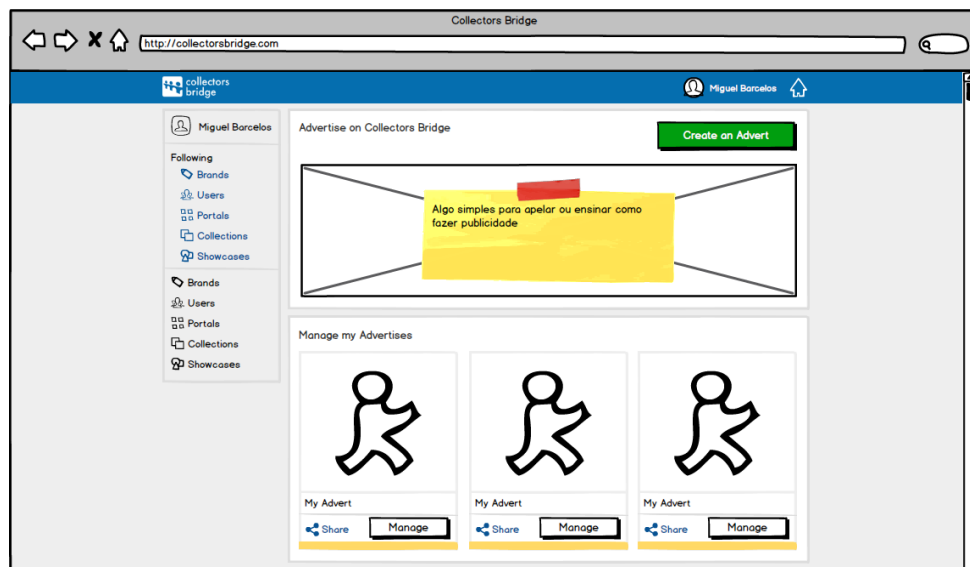 Collectors Bridge
http://collectorsbridge.com
collectors
bridge
Miguel Barcelos
Miguel Barcelos
Following
Brands
Users
Portals
Collections
Showcases
Brands
Users
Portals
Collections
Showcases
Advertise on Collectors Bridge
Create an Advert
Algo simples para apelar ou ensinar como
fazer publicidade
Manage my Advertises
My Advert
Share
Manage
My Advert
Share
Manage
My Advert
Share
Manage